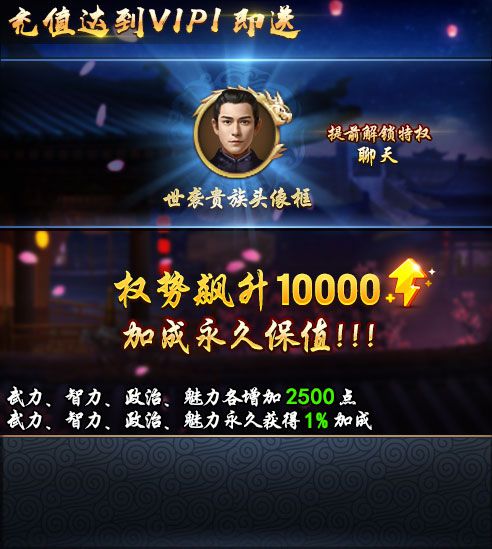 充值达到VIP1即送
提前解锁特权
聊天
世袭贵族头像框
权势飙升10000
加成永久保值!!!
武力、智力、政治、魅力各增加2500点
武力、智力、政治、魅力永久获得1%加成